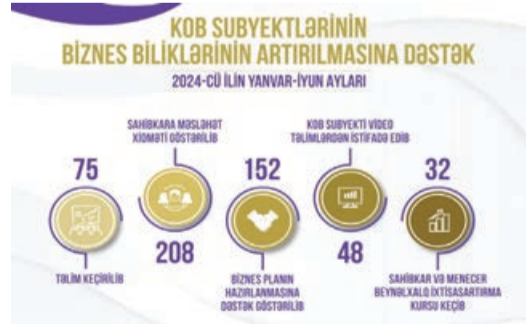 KOB SUBYEKTLƏRİNİN
BİZNES BİLİKLƏRİNİN ARTIRILMASINA DƏSTƏK
2024-CÜ İLİN YANVAR-İYUN AYLARI
75
TƏLİM KEÇİRİLİB
SAHİBKARA MƏSLƏHƏT
XİDMƏTİ GÖSTƏRİLİB
208
152
BİZNES PLANIN
HAZIRLANMASINA
DƏSTƏK GÖSTƏRİLİB
KOB SUBYEKTİ VİDEO
TƏLİMLƏRDƏN İSTİFADƏ EDİB
48
32
SAHİBKAR VƏ MENECER
BEYNƏLXALQ İXTİSASARTIRMA
KURSU KEÇİB